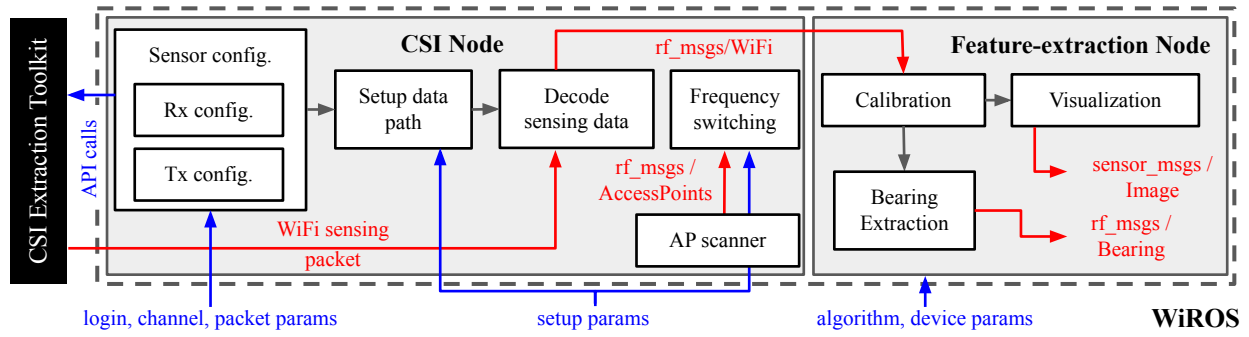 CSI Extraction Toolkit
API calls
Sensor config.
Rx config.
Tx config.
CSI Node
Setup data
path
Decode
sensing data
rf_msgs/WiFi
Frequency
switching
rf_msgs /
AccessPoints
AP scanner
WiFi sensing
packet
Feature-extraction Node
Calibration
Visualization
Bearing
Extraction
sensor_msgs /
Image
rf_msgs /
Bearing
login, channel, packet params
setup params
algorithm, device params
WiROS